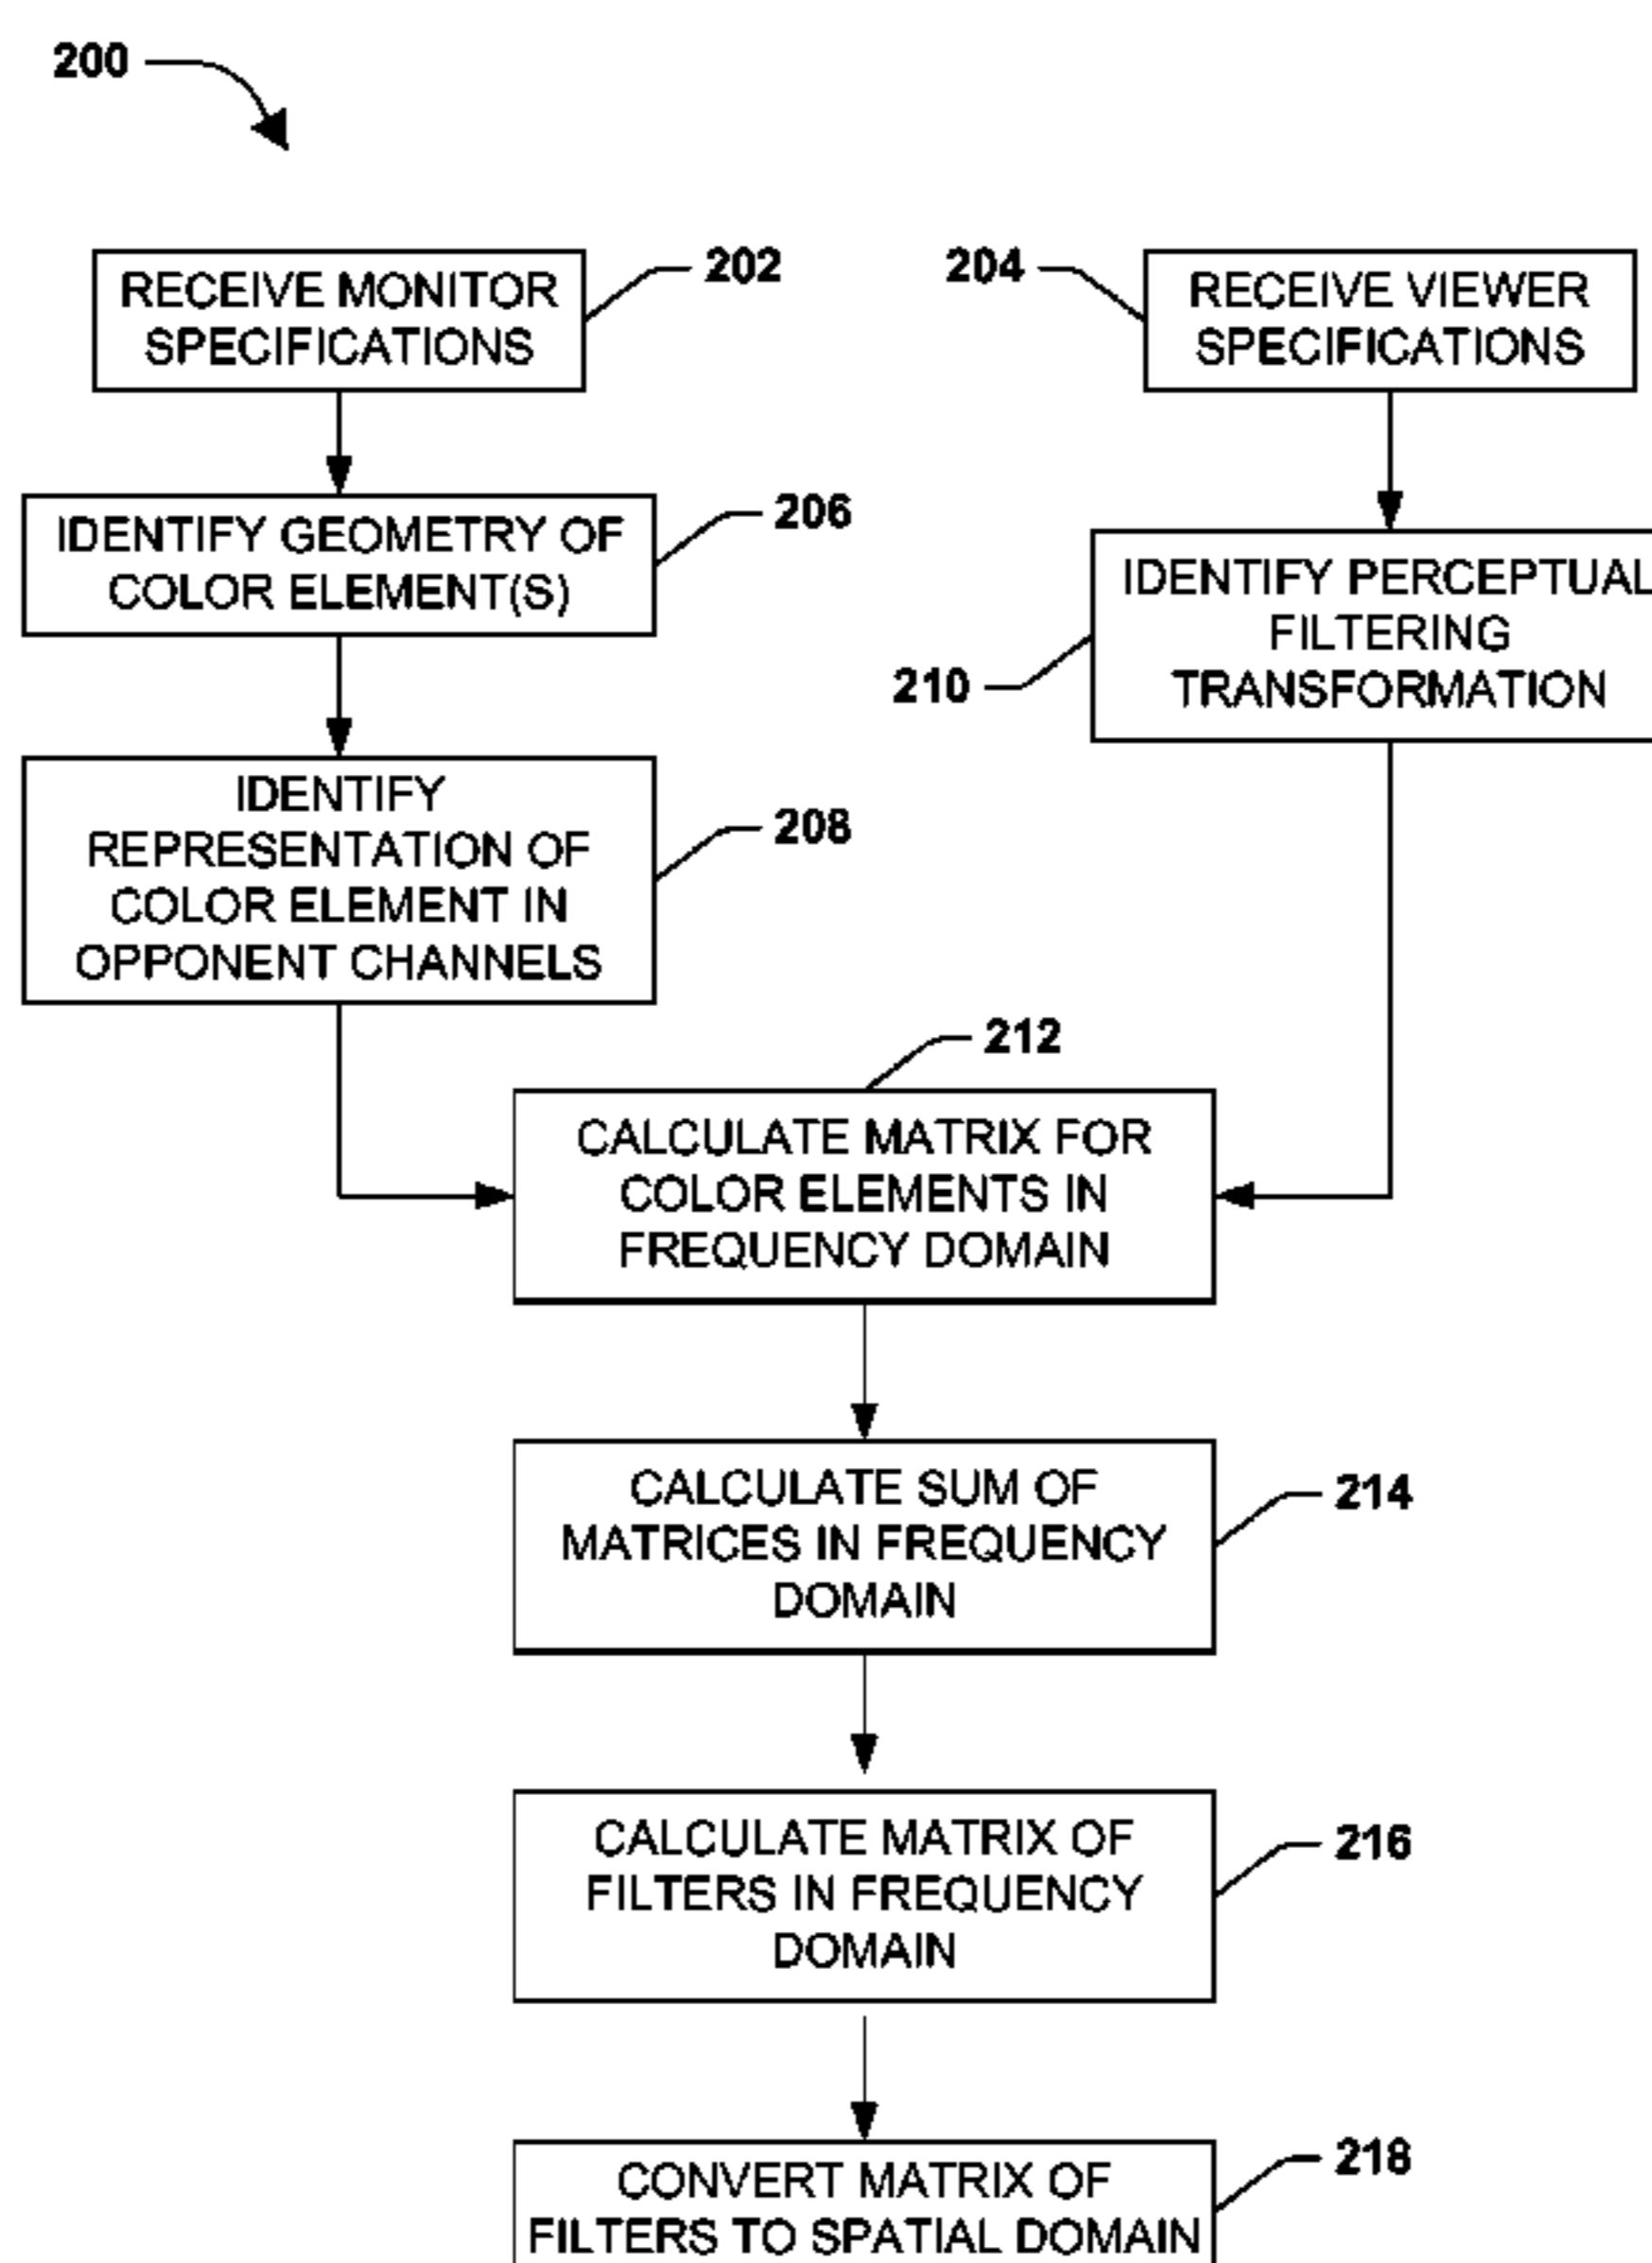 200
202
RECEIVE MONITOR
SPECIFICATIONS
204
RECEIVE VIEWER
SPECIFICATIONS
206
IDENTIFY GEOMETRY OF
COLOR ELEMENT(S)
IDENTIFY PERCEPTUAL
FILTERING
TRANSFORMATION
210
208
IDENTIFY
REPRESENTATION OF
COLOR ELEMENT IN
OPPONENT CHANNELS
212
CALCULATE MATRIX FOR
COLOR ELEMENTS IN
FREQUENCY DOMAIN
214
CALCULATE SUM OF
MATRICES IN FREQUENCY
DOMAIN
216
CALCULATE MATRIX OF
FILTERS IN FREQUENCY
DOMAIN
218
CONVERT MATRIX OF
FILTERS TO SPATIAL DOMAIN